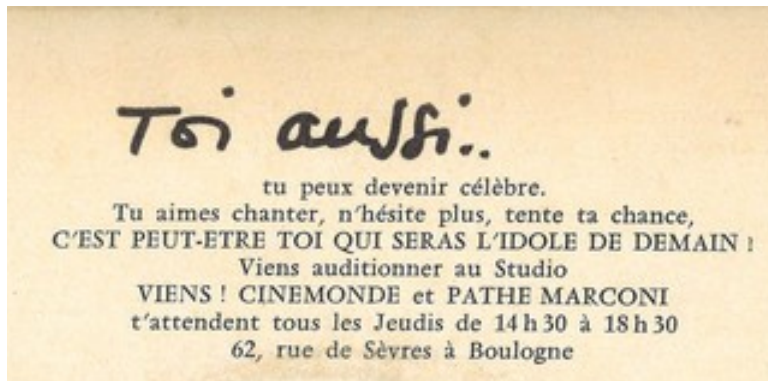 Toi aussi..
tu peux devenir célèbre.
Tu aimes chanter, n'hésite plus, tente ta chance,
C'EST PEUT-ETRE TOI QUI SERAS L'IDOLE DE DEMAIN !
Viens auditionner au Studio
VIENS ! CINEMONDE et PATHE MARCONI
t'attendent tous les Jeudis de 14 h 30 à 18 h 30
62, rue de Sèvres à Boulogne